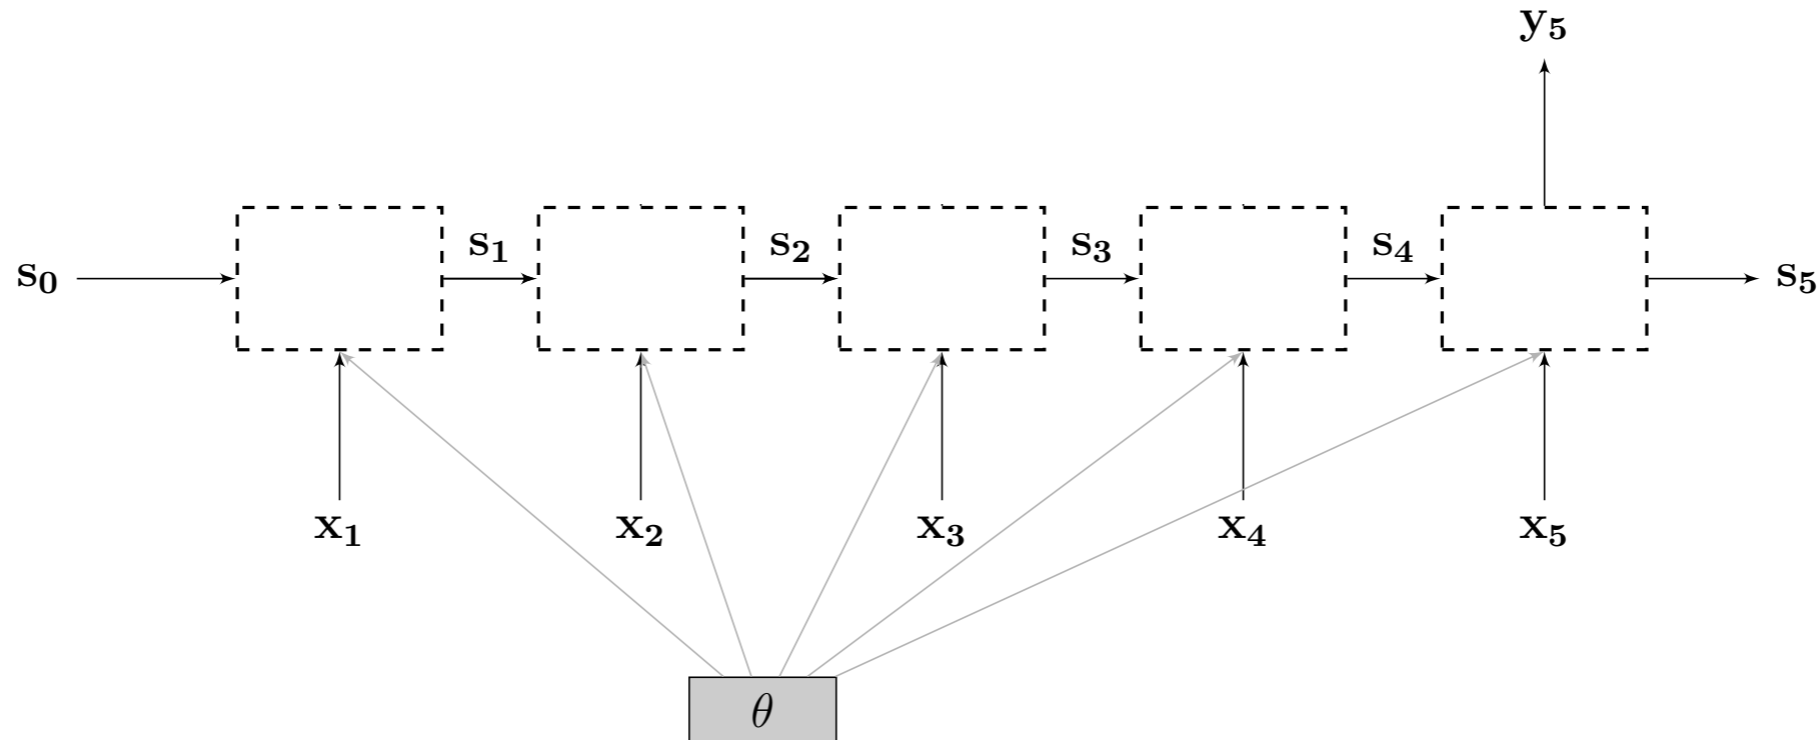 y₅
s₀ s₁ s₂ s₃ s₄ s₅
x₁ x₂ x₃ x₄ x₅
θ